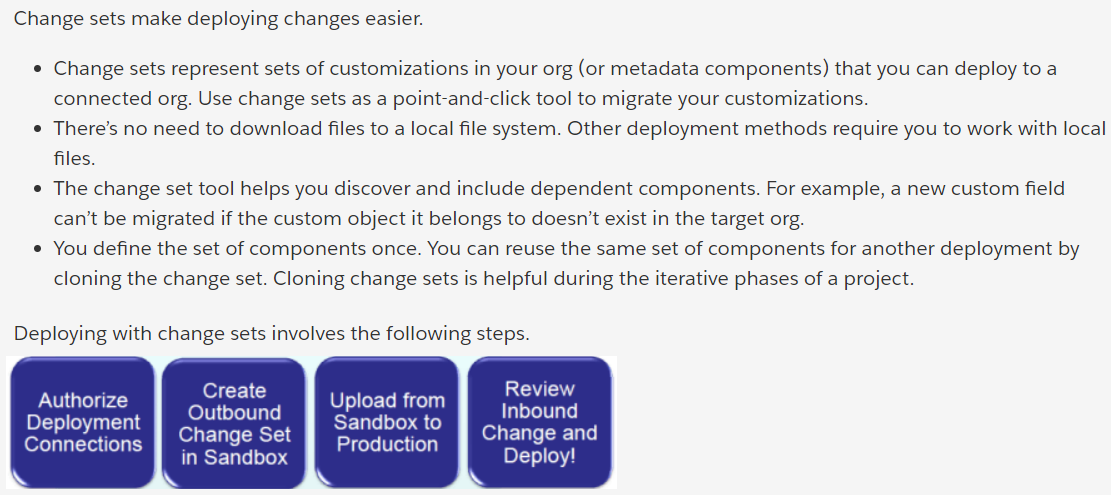 Change sets make deploying changes easier.
• Change sets represent sets of customizations in your org (or metadata components) that you can deploy to a
connected org. Use change sets as a point-and-click tool to migrate your customizations.
• There’s no need to download files to a local file system. Other deployment methods require you to work with local
files.
• The change set tool helps you discover and include dependent components. For example, a new custom field
can’t be migrated if the custom object it belongs to doesn’t exist in the target org.
• You define the set of components once. You can reuse the same set of components for another deployment by
cloning the change set. Cloning change sets is helpful during the iterative phases of a project.
Deploying with change sets involves the following steps.
Authorize
Deployment
Connections
Create
Outbound
Change Set
in Sandbox
Upload from
Sandbox to
Production
Review
Inbound
Change and
Deploy!